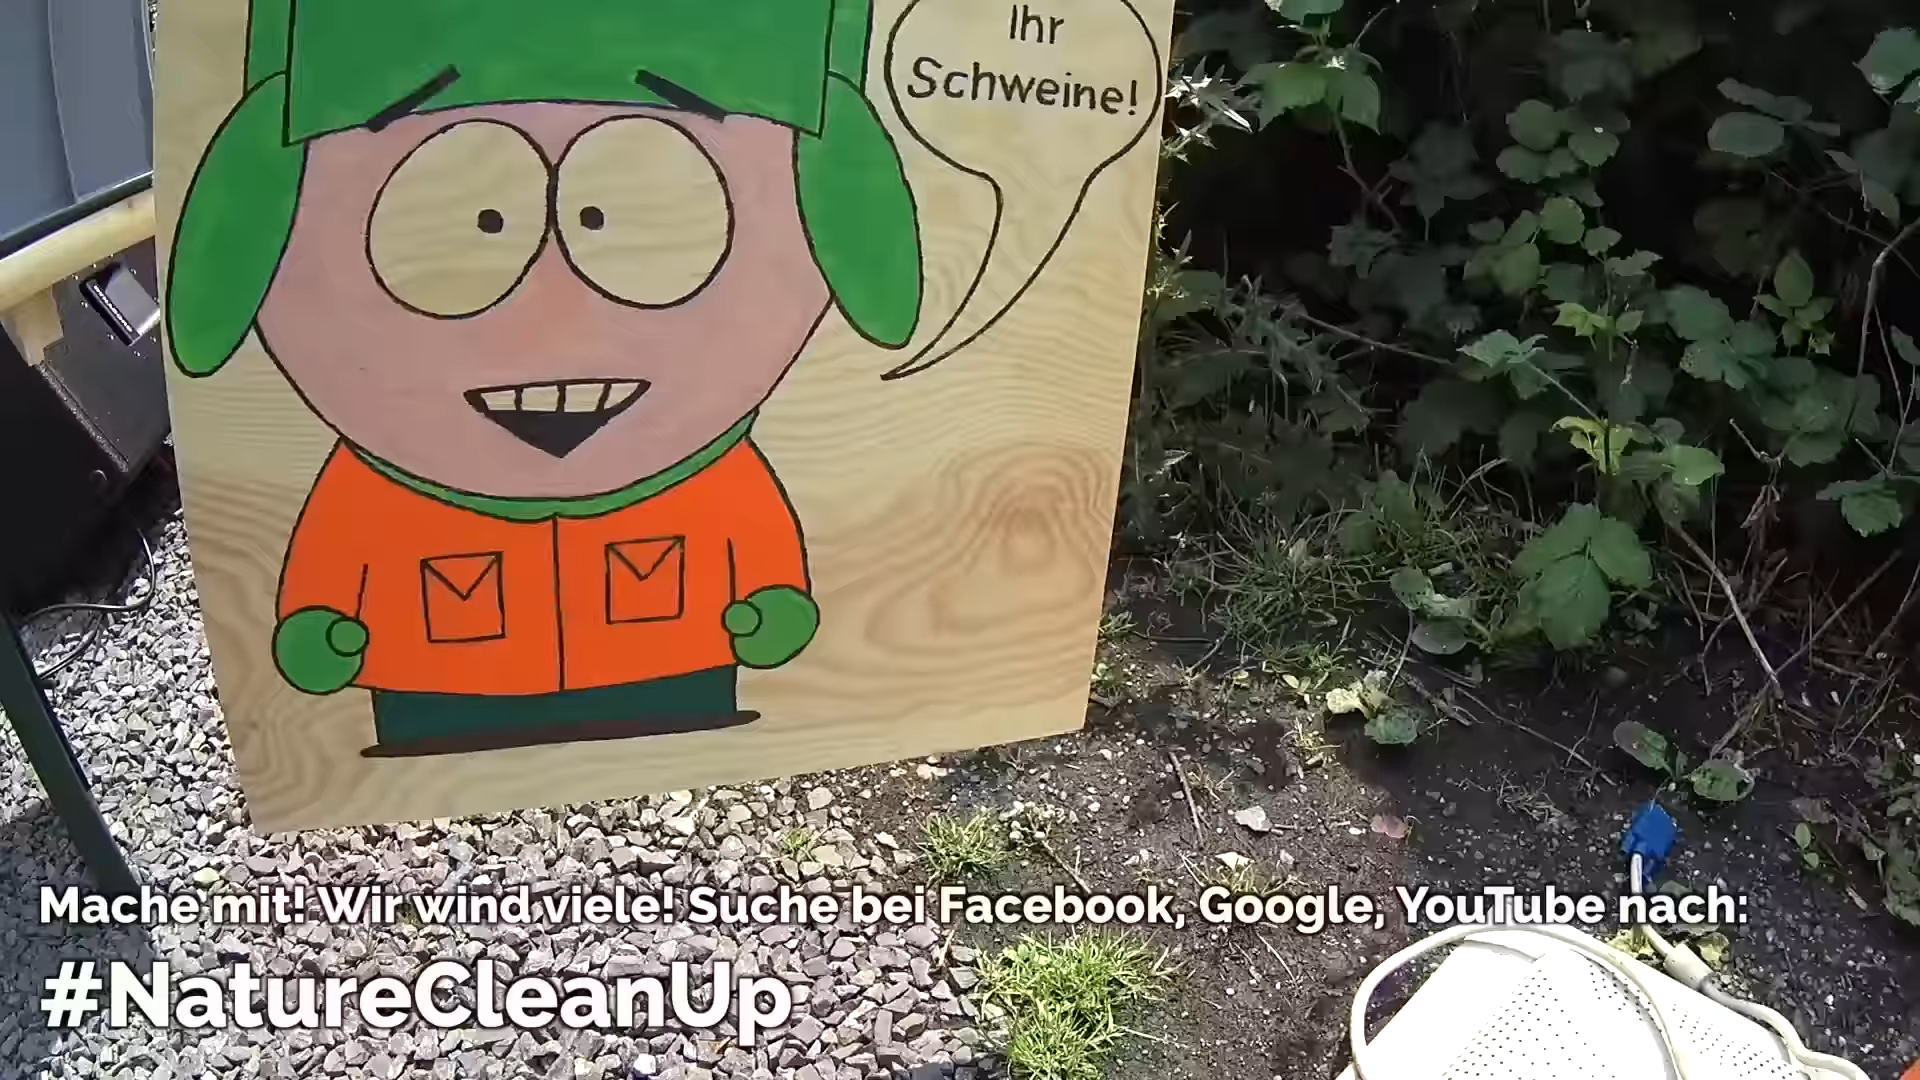 Ihr
Schweine!
Mache mit! Wir wind viele! Suche bei Facebook, Google, YouTube nach:
#NatureCleanUp